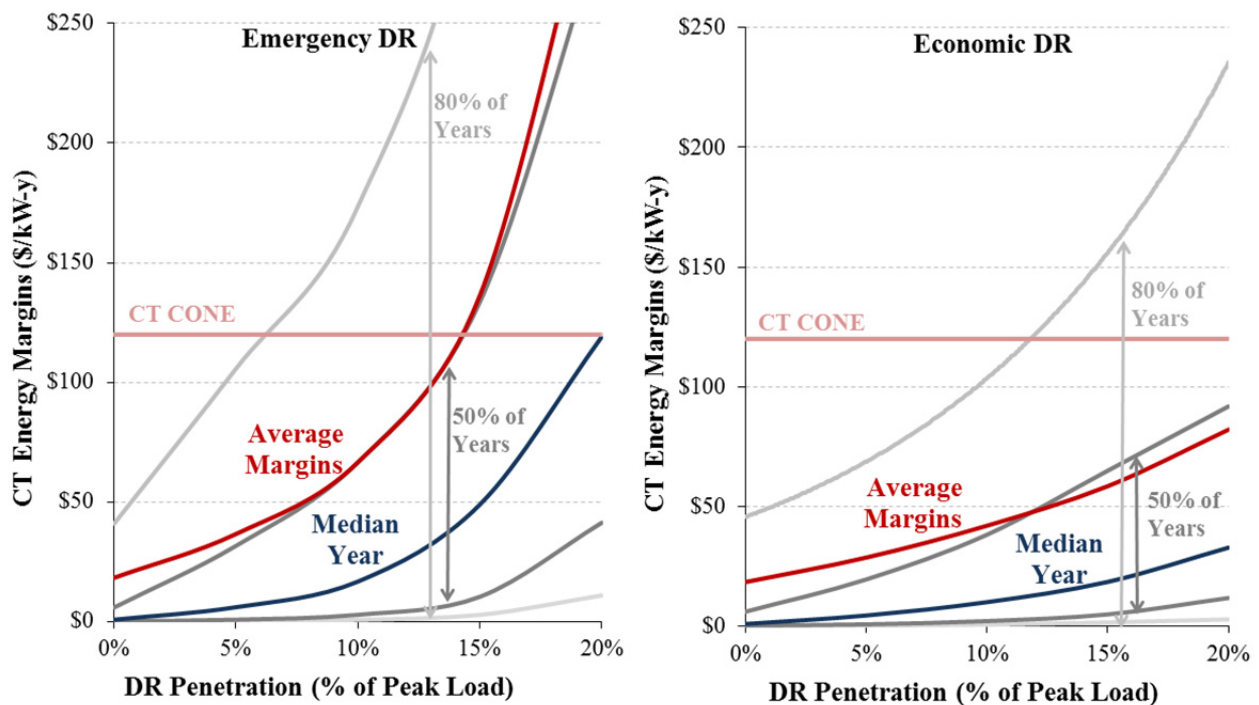 Emergency DR
$250
$200
$150
$100
$50
$0
CT Energy Margins ($/kW-y)
80% of
Years
CT CONE
50% of
Years
Average
Margins
Median
Year
0%
5%
10%
15%
20%
DR Penetration (% of Peak Load)
Economic DR
$250
$200
$150
$100
$50
$0
CT Energy Margins ($/kW-y)
80% of
Years
CT CONE
Average
Margins
50% of
Years
Median
Year
0%
5%
10%
15%
20%
DR Penetration (% of Peak Load)